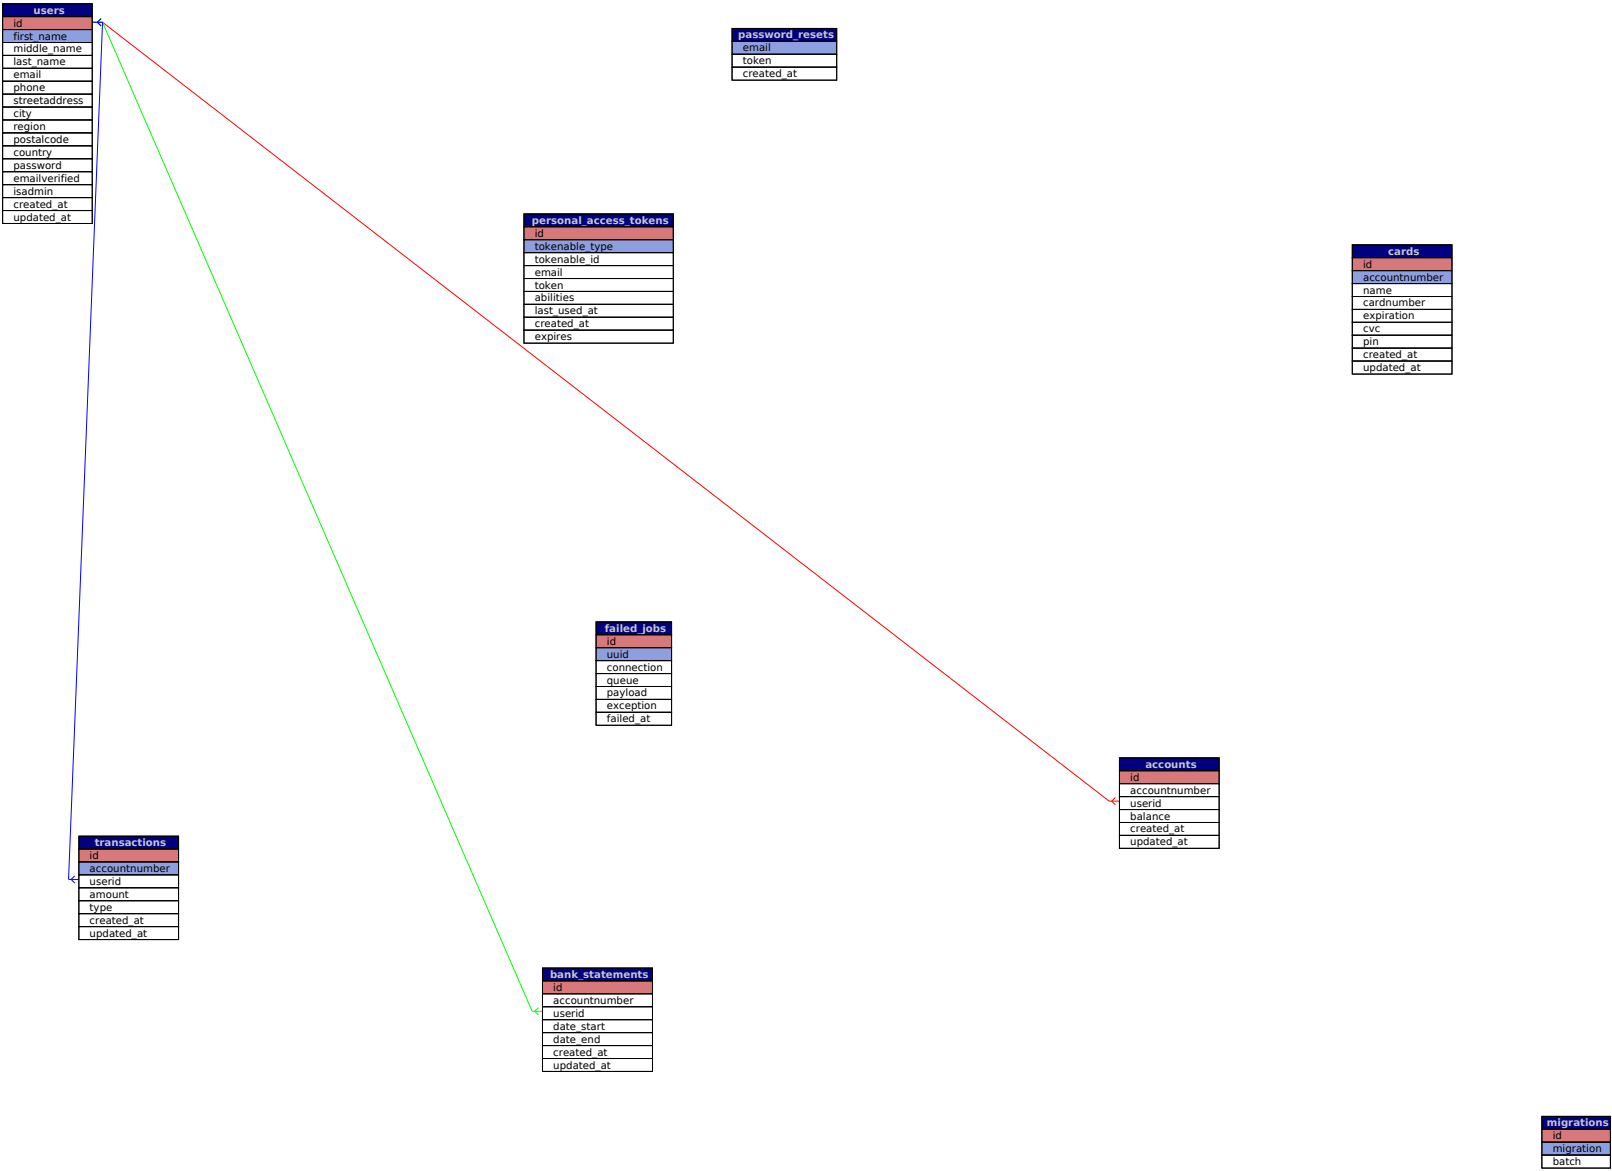 users
id
first_name
middle_name
last_name
email
phone
streetaddress
city
region
postalcode
country
password
emailverified
isadmin
created_at
updated_at
password_resets
email
token
created_at
personal_access_tokens
id
tokenable_type
tokenable_id
email
token
abilities
last_used_at
created_at
expires
cards
id
accountnumber
name
cardnumber
expiration
cvc
pin
created_at
updated_at
failed_jobs
id
uuid
connection
queue
payload
exception
failed_at
accounts
id
accountnumber
userid
balance
created_at
updated_at
transactions
id
accountnumber
userid
amount
type
created_at
updated_at
bank_statements
id
accountnumber
userid
date_start
date_end
created_at
updated_at
migrations
id
migration
batch